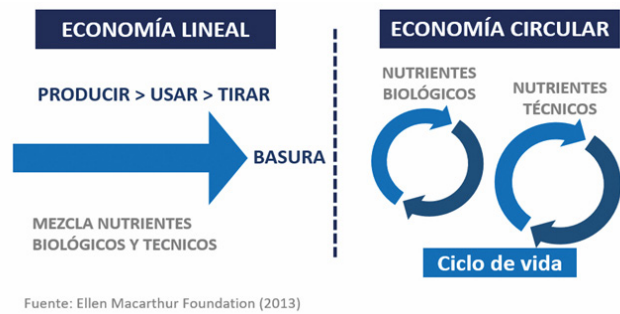 ECONOMÍA LINEAL
PRODUCIR > USAR > TIRAR
BASURA
MEZCLA NUTRIENTES
BIOLÓGICOS Y TECNICOS
ECONOMÍA CIRCULAR
NUTRIENTES
BIOLÓGICOS
NUTRIENTES
TÉCNICOS
Ciclo de vida
Fuente: Ellen Macarthur Foundation (2013)